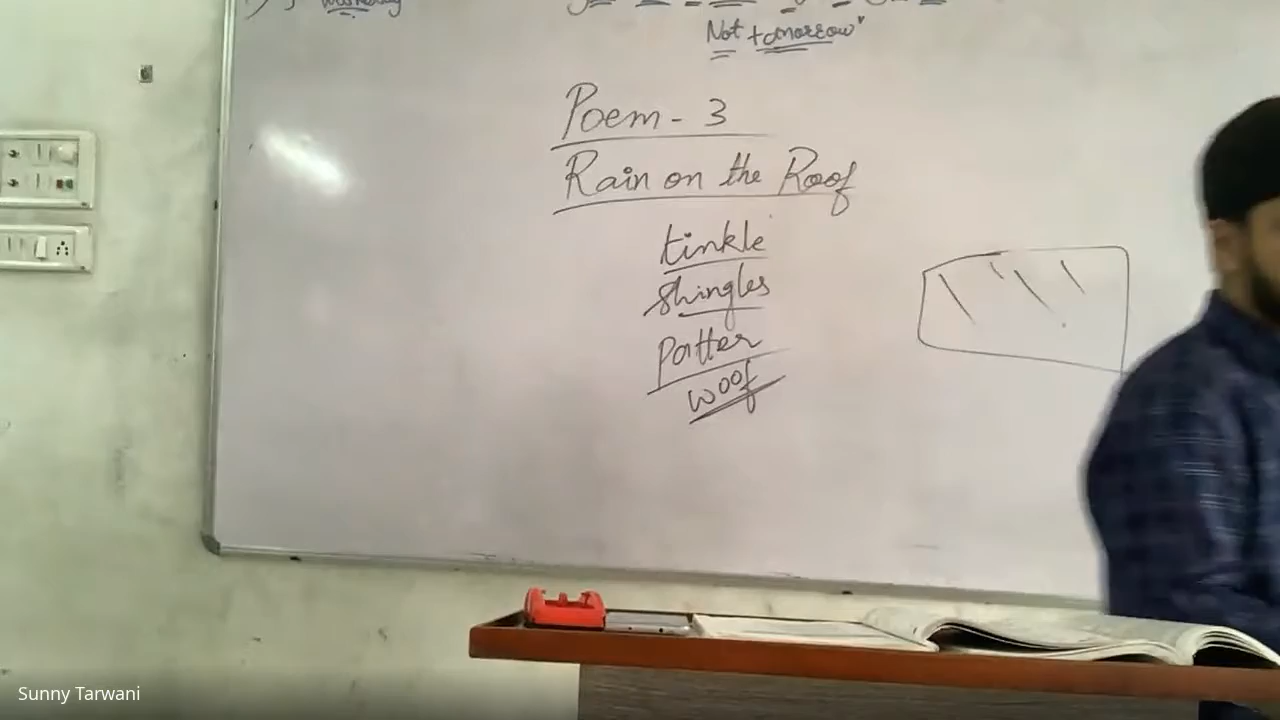 Not tomorrow"
Poem - 3
Rain on the Roof
tinkle
shingles
patter
woof
Sunny Tarwani